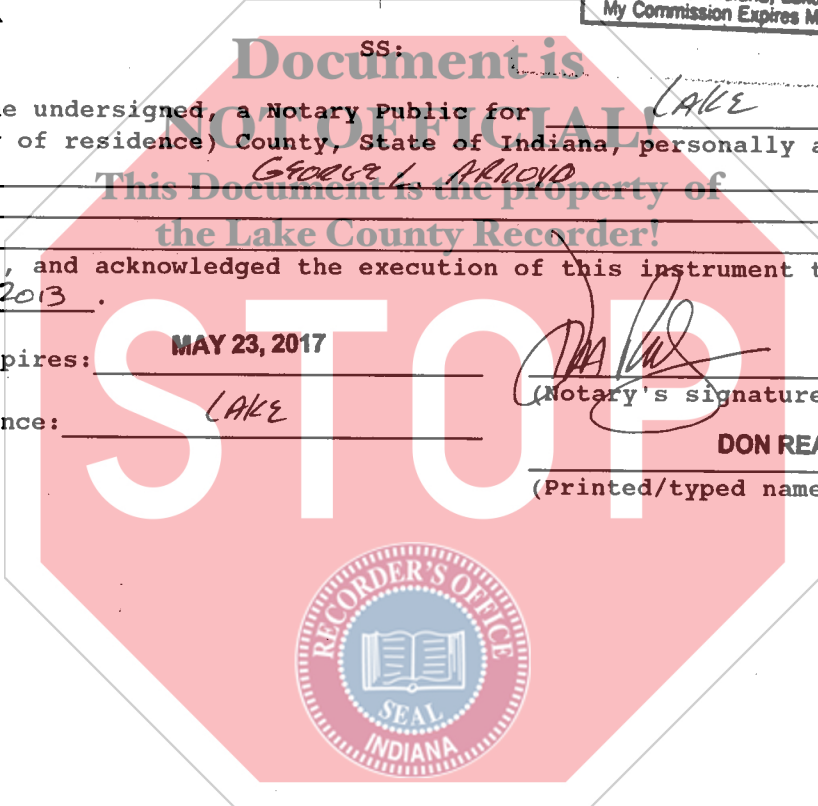 My Commission Expires M
Document is
SS:
e undersigned, a Notary Public for LAKE
NOT OFFICIAL!
of residence) County, State of Indiana, personally a
GEORGE L. ARROYO
This Document is the property of
the Lake County Recorder!
, and acknowledged the execution of this instrument t
2013.
STOP
pires: MAY 23, 2017
(Notary's signature
nce: LAKE
DON REA
(Printed/typed name
RECORDER'S OFFICE
SEAL
INDIANA